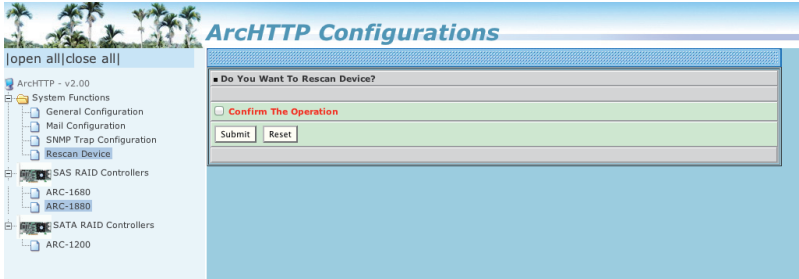 ArcHTTP Configurations
|open all|close all|
ArcHTTP - v2.00
System Functions
General Configuration
Mail Configuration
SNMP Trap Configuration
Rescan Device
SAS RAID Controllers
ARC-1680
ARC-1880
SATA RAID Controllers
ARC-1200
Do You Want To Rescan Device?
Confirm The Operation
Submit Reset